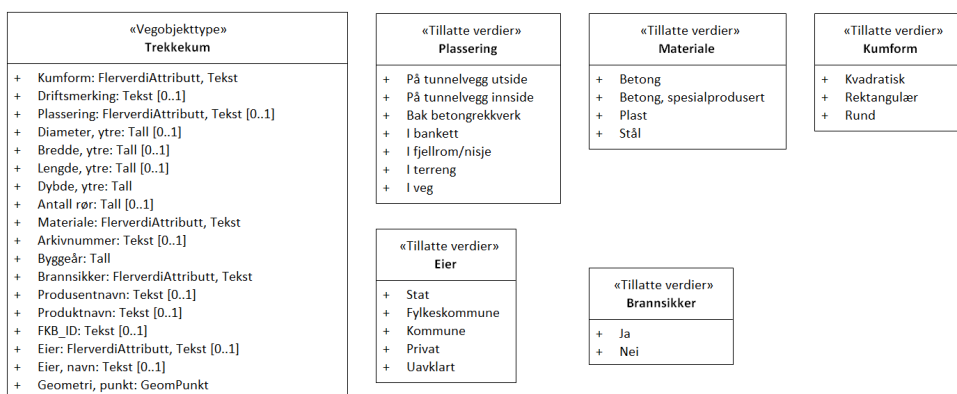 «Vegobjekttype»
Trekkekum
+ Kumform: FlerverdiAttributt, Tekst
+ Driftsmerking: Tekst [0..1]
+ Plassering: FlerverdiAttributt, Tekst [0..1]
+ Diameter, ytre: Tall [0..1]
+ Bredde, ytre: Tall [0..1]
+ Lengde, ytre: Tall [0..1]
+ Dybde, ytre: Tall
+ Antall rør: Tall [0..1]
+ Materiale: FlerverdiAttributt, Tekst
+ Arkivnummer: Tekst [0..1]
+ Byggeår: Tall
+ Brannsikker: FlerverdiAttributt, Tekst
+ Produsentnavn: Tekst [0..1]
+ Produktnavn: Tekst [0..1]
+ FKB_ID: Tekst [0..1]
+ Eier: FlerverdiAttributt, Tekst [0..1]
+ Eier, navn: Tekst [0..1]
+ Geometri, punkt: GeomPunkt
«Tillatte verdier»
Plassering
+ På tunnelvegg utside
+ På tunnelvegg innside
+ Bak betongrekkverk
+ I bankett
+ I fjellrom/nisje
+ I terreng
+ I veg
«Tillatte verdier»
Materiale
+ Betong
+ Betong, spesialprodusert
+ Plast
+ Stål
«Tillatte verdier»
Kumform
+ Kvadratisk
+ Rektangulær
+ Rund
«Tillatte verdier»
Eier
+ Stat
+ Fylkeskommune
+ Kommune
+ Privat
+ Uavklart
«Tillatte verdier»
Brannsikker
+ Ja
+ Nei